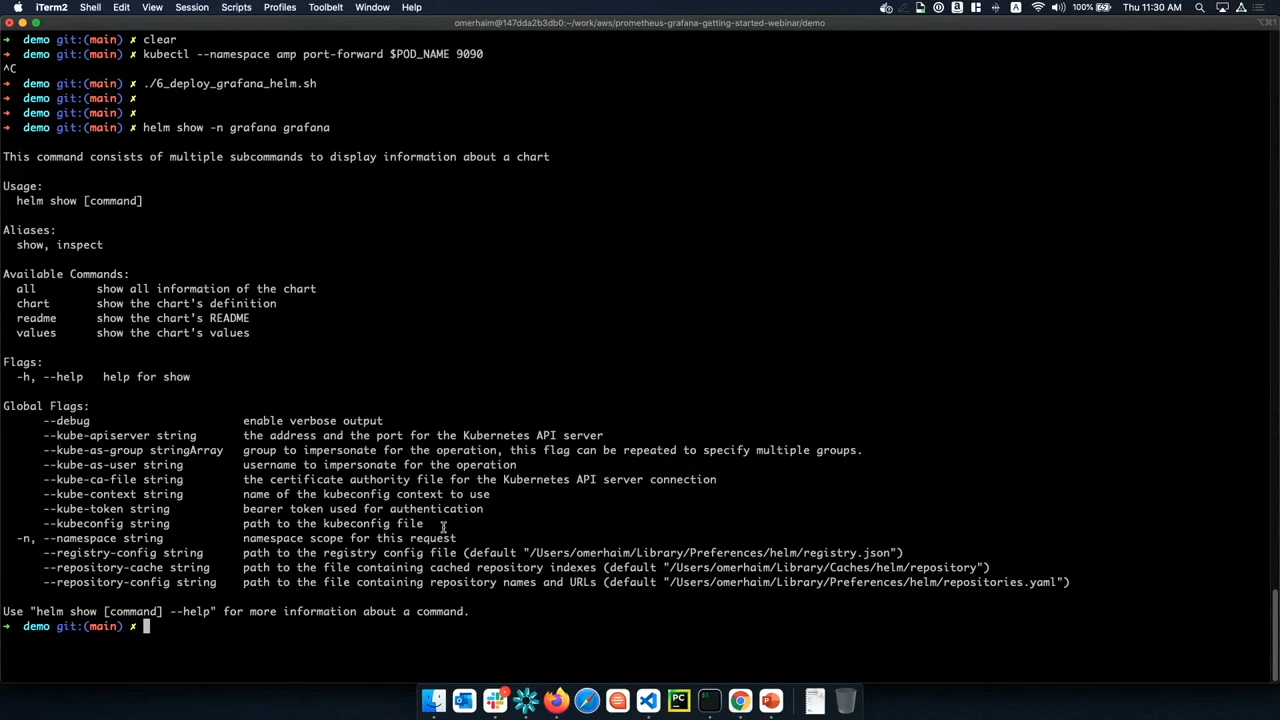 iTerm2 Shell Edit View Session Scripts Profiles Toolbelt Window Help 100% Thu 11:30 AM
omerhaim@147dda2b3db0:~/work/aws/prometheus-grafana-getting-started-webinar/demo
➜ demo git:(main) ✗ clear
➜ demo git:(main) ✗ kubectl --namespace amp port-forward $POD_NAME 9090
^C
➜ demo git:(main) ✗ ./6_deploy_grafana_helm.sh
➜ demo git:(main) ✗
➜ demo git:(main) ✗
➜ demo git:(main) ✗ helm show -n grafana grafana
This command consists of multiple subcommands to display information about a chart
Usage:
helm show [command]
Aliases:
show, inspect
Available Commands:
all show all information of the chart
chart show the chart's definition
readme show the chart's README
values show the chart's values
Flags:
-h, --help help for show
Global Flags:
--debug enable verbose output
--kube-apiserver string the address and the port for the Kubernetes API server
--kube-as-group stringArray group to impersonate for the operation, this flag can be repeated to specify multiple groups.
--kube-as-user string username to impersonate for the operation
--kube-ca-file string the certificate authority file for the Kubernetes API server connection
--kube-context string name of the kubeconfig context to use
--kube-token string bearer token used for authentication
--kubeconfig string path to the kubeconfig file
-n, --namespace string namespace scope for this request
--registry-config string path to the registry config file (default "/Users/omerhaim/Library/Preferences/helm/registry.json")
--repository-cache string path to the file containing cached repository indexes (default "/Users/omerhaim/Library/Caches/helm/repository")
--repository-config string path to the file containing repository names and URLs (default "/Users/omerhaim/Library/Preferences/helm/repositories.yaml")
Use "helm show [command] --help" for more information about a command.
➜ demo git:(main) ✗
PC